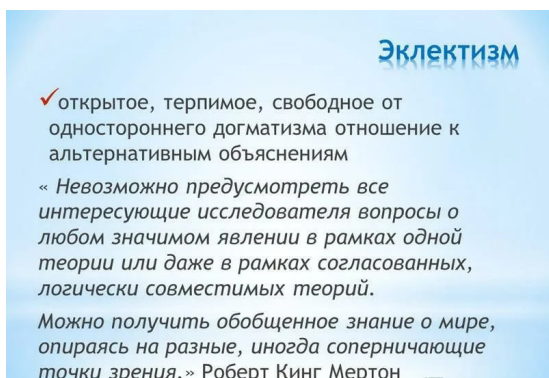 Эклектизм
открытое, терпимое, свободное от
одностороннего догматизма отношение к
альтернативным объяснениям
« Невозможно предусмотреть все
интересующие исследователя вопросы о
любом значимом явлении в рамках одной
теории или даже в рамках согласованных,
логически совместимых теорий.
Можно получить обобщенное знание о мире,
опираясь на разные, иногда соперничающие
точки зрения.» Роберт Кинг Мертон